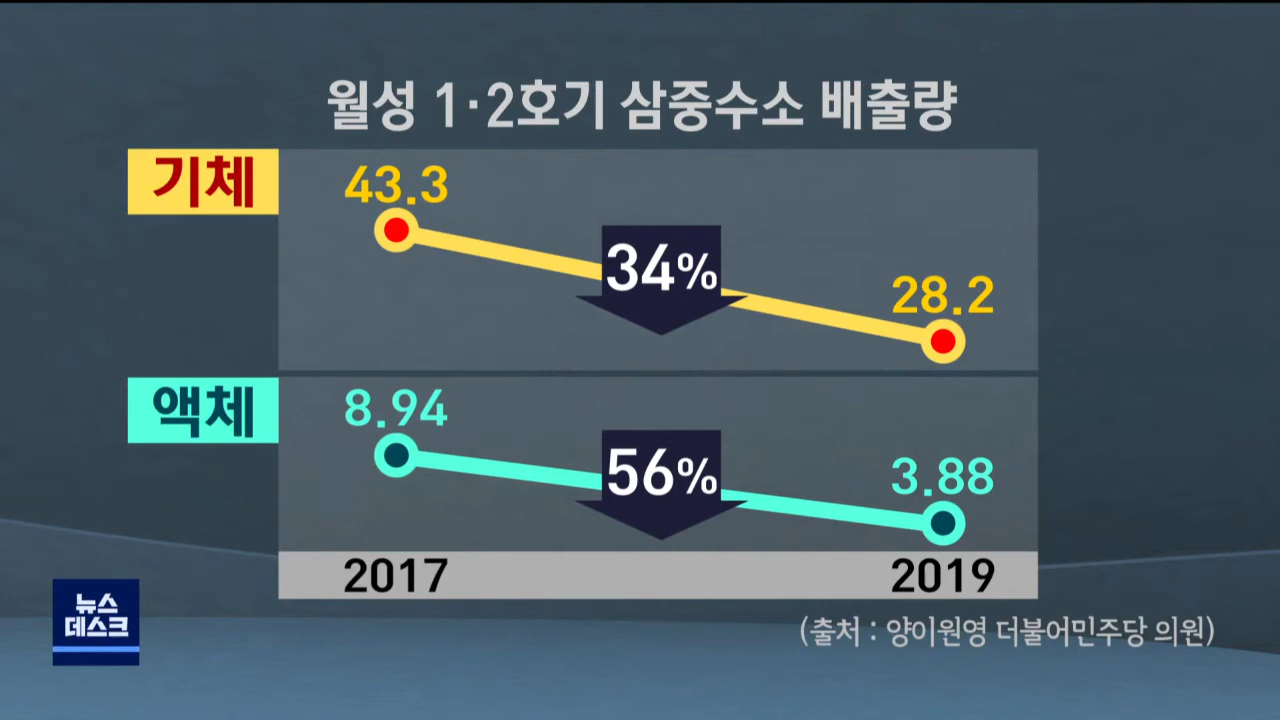 월성 1·2호기 삼중수소 배출량
기체
43.3
34%
28.2
액체
8.94
56%
3.88
2017
2019
뉴스
데스크
(출처 : 양이원영 더불어민주당 의원)